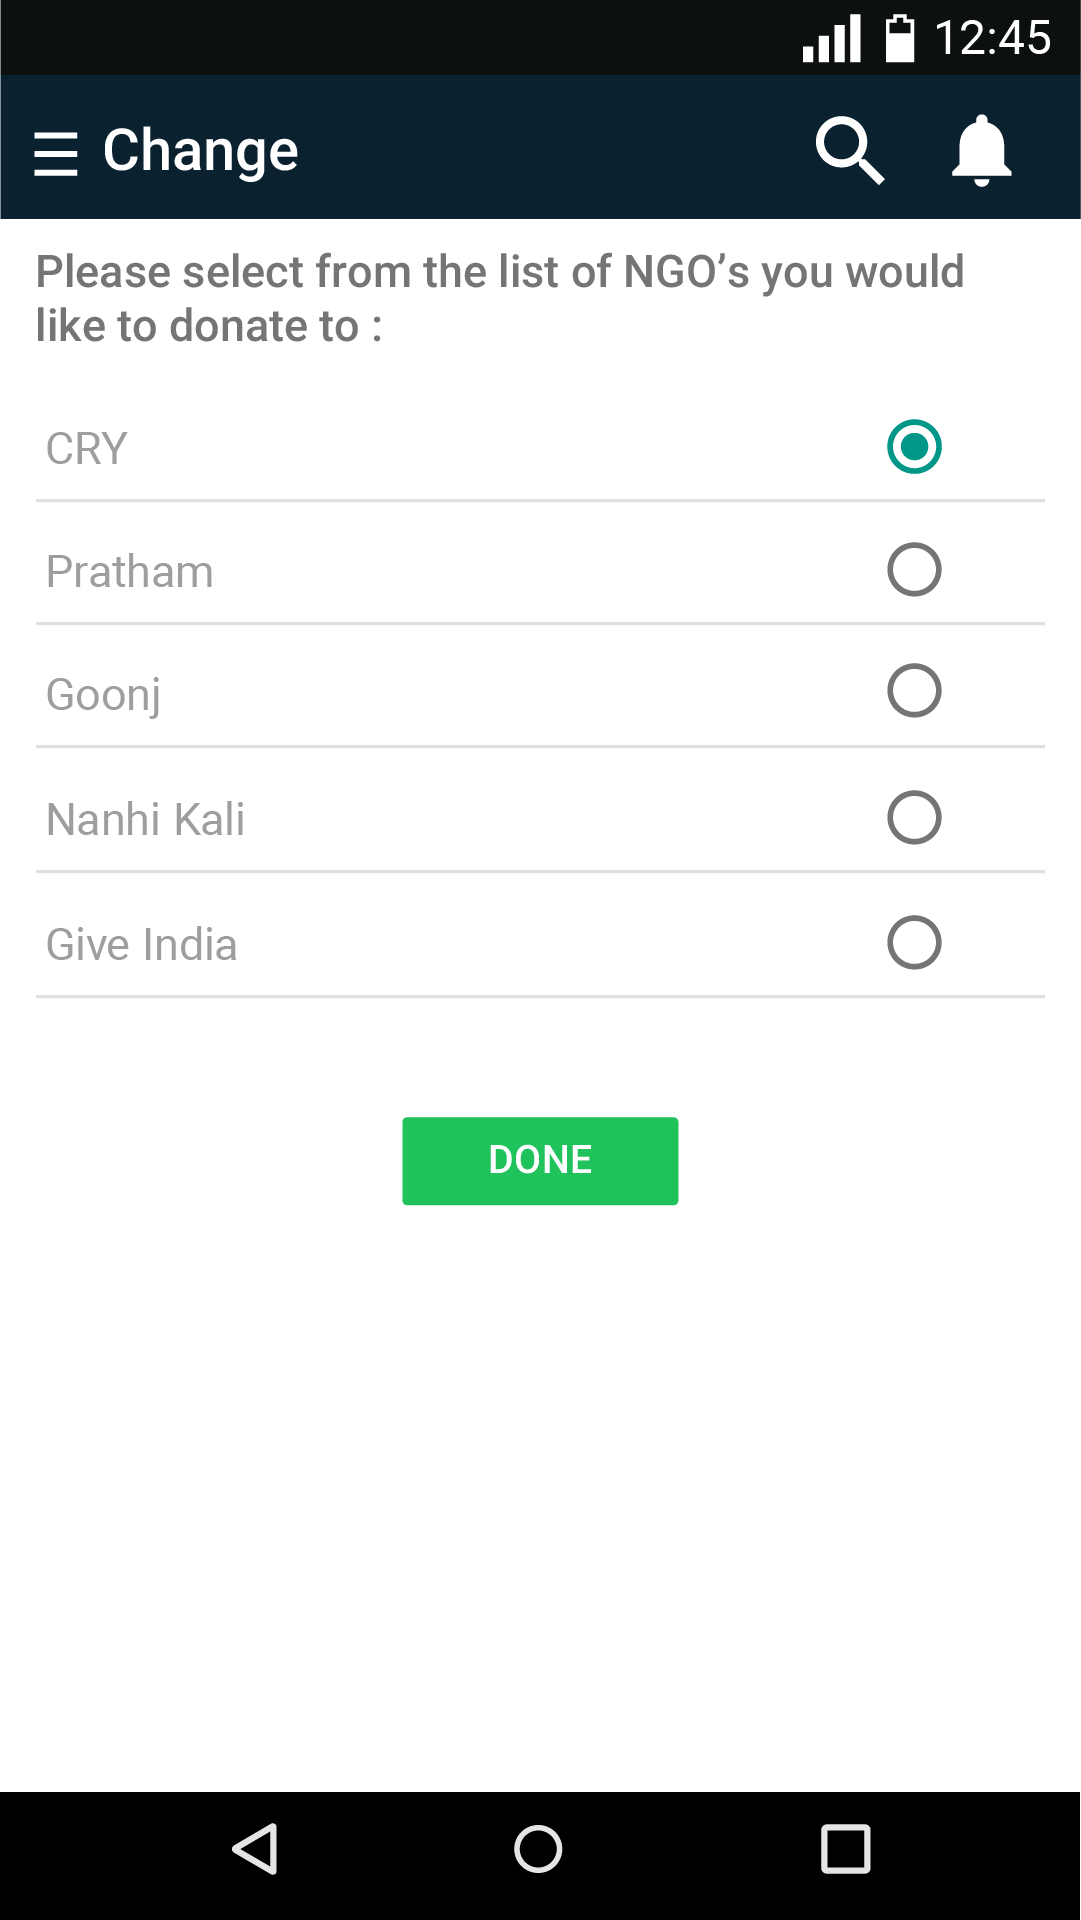 12:45
Change
Please select from the list of NGO’s you would
like to donate to :
CRY
Pratham
Goonj
Nanhi Kali
Give India
DONE